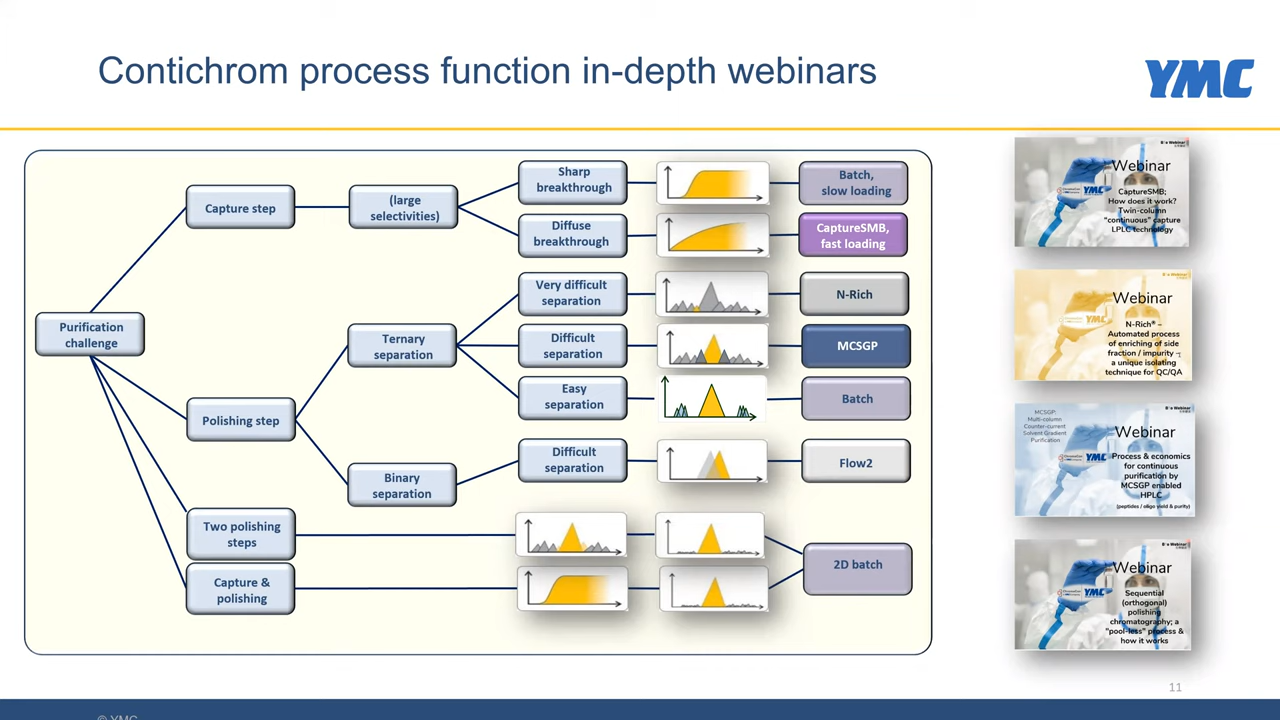 Contichrom process function in-depth webinars
YMC
Purification
challenge
Capture step
(large
selectivities)
Sharp
breakthrough
Batch,
slow loading
Diffuse
breakthrough
CaptureSMB,
fast loading
Polishing step
Ternary
separation
Very difficult
separation
N-Rich
Difficult
separation
MCSGP
Easy
separation
Batch
Binary
separation
Difficult
separation
Flow2
Two polishing
steps
Capture &
polishing
2D batch
Webinar
YMC
CaptureSMB;
How does it work?
Twin-column
"continuous" capture
LPLC technology
Webinar
YMC
N-Rich® –
Automated process
of enriching of side
fraction / impurity –
a unique isolating
technique for QC/QA
MCSGP:
Multi-column
Counter-current
Solvent Gradient
Purification
Webinar
YMC
Process & economics
for continuous
purification by
MCSGP enabled
HPLC
(peptides / oligo yield & purity)
Webinar
YMC
Sequential
(orthogonal)
polishing
chromatography; a
"pool-less" process &
how it works
11
© YMC